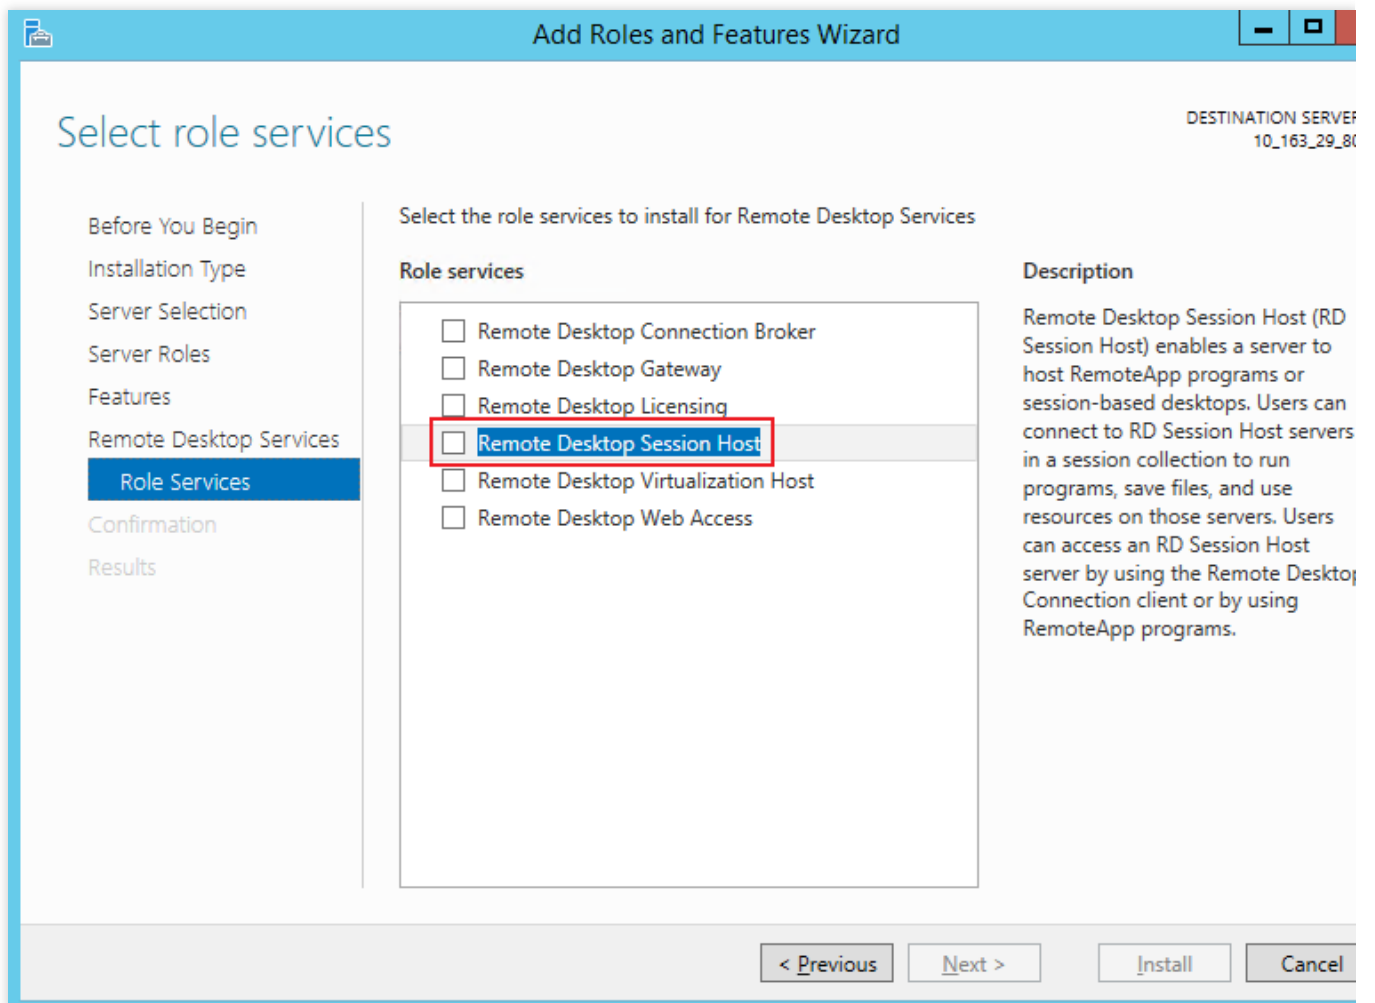 Add Roles and Features Wizard
Select role services
DESTINATION SERVER
10_163_29_80
Before You Begin
Installation Type
Server Selection
Server Roles
Features
Remote Desktop Services
Role Services
Confirmation
Results
Select the role services to install for Remote Desktop Services
Role services
Remote Desktop Connection Broker
Remote Desktop Gateway
Remote Desktop Licensing
Remote Desktop Session Host
Remote Desktop Virtualization Host
Remote Desktop Web Access
Description
Remote Desktop Session Host (RD
Session Host) enables a server to
host RemoteApp programs or
session-based desktops. Users can
connect to RD Session Host servers
in a session collection to run
programs, save files, and use
resources on those servers. Users
can access an RD Session Host
server by using the Remote Desktop
Connection client or by using
RemoteApp programs.
< Previous
Next >
Install
Cancel